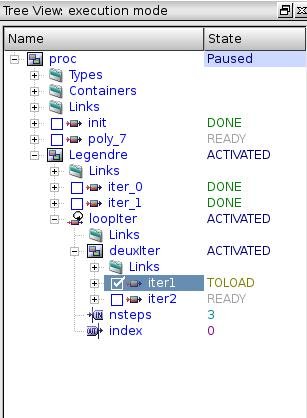 Tree View: execution mode
Name State
proc Paused
Types
Containers
Links
init DONE
poly_7 READY
Legendre ACTIVATED
Links
iter_0 DONE
iter_1 DONE
loopIter ACTIVATED
Links
deuxIter ACTIVATED
Links
iter1 TOLOAD
iter2 READY
nsteps 3
index 0